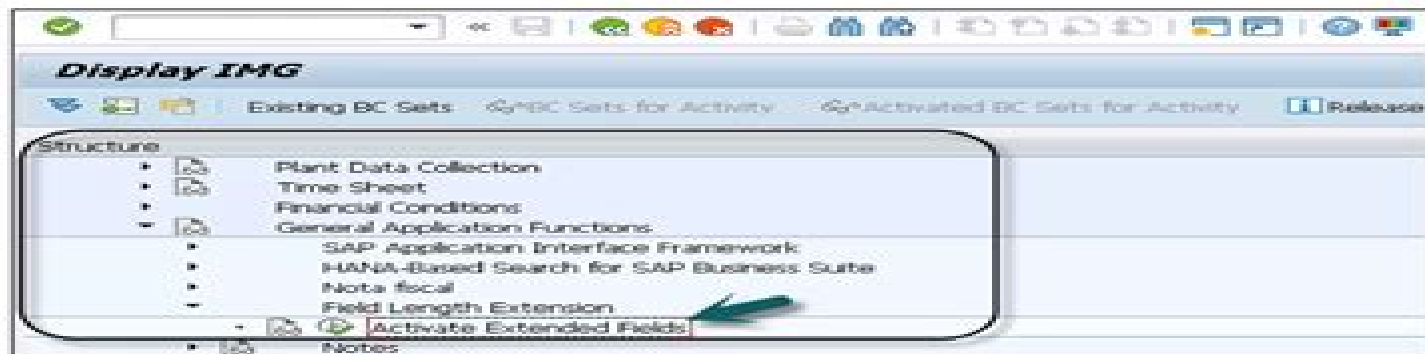 Display IMG
Existing BC Sets BC Sets for Activity Activated BC Sets for Activity Release
Structure
Plant Data Collection
Time Sheet
Financial Conditions
General Application Functions
SAP Application Interface Framework
HANA-Based Search for SAP Business Suite
Nota fiscal
Field Length Extension
Activate Extended Fields
Notes